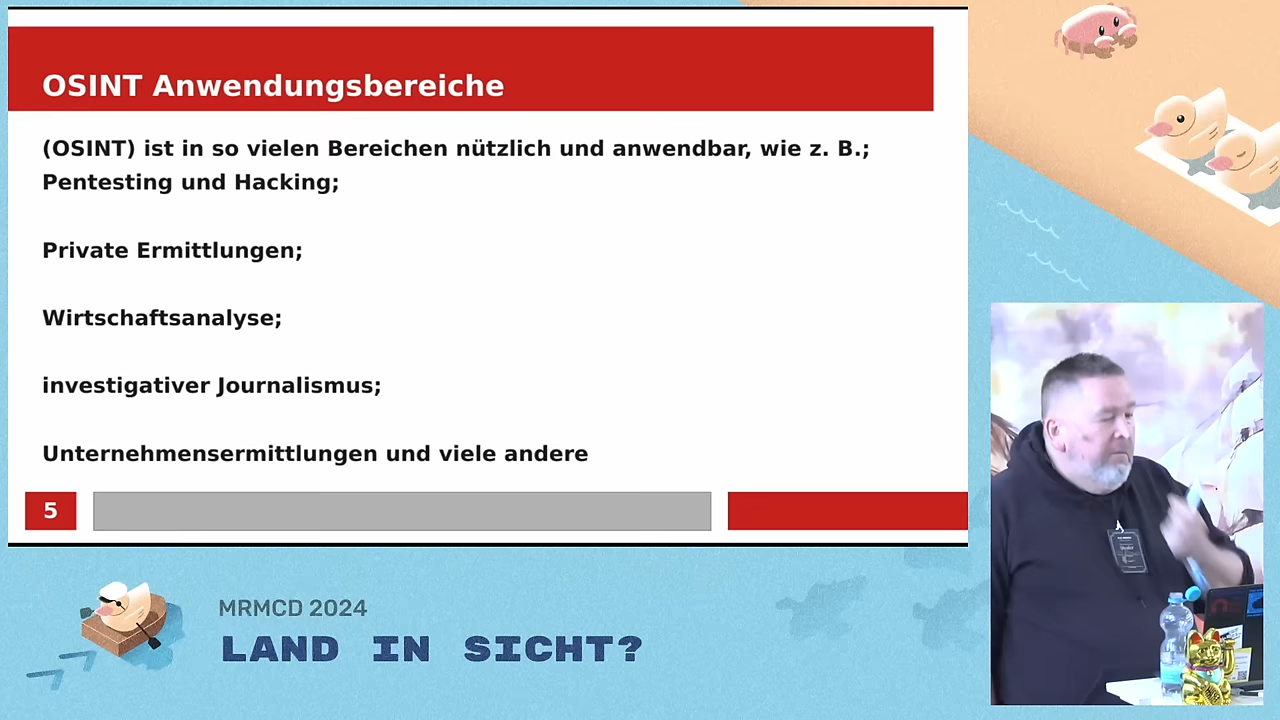 OSINT Anwendungsbereiche
(OSINT) ist in so vielen Bereichen nützlich und anwendbar, wie z. B.;
Pentesting und Hacking;
Private Ermittlungen;
Wirtschaftsanalyse;
investigativer Journalismus;
Unternehmensermittlungen und viele andere
5
MRMCD 2024
LAND IN SICHT?